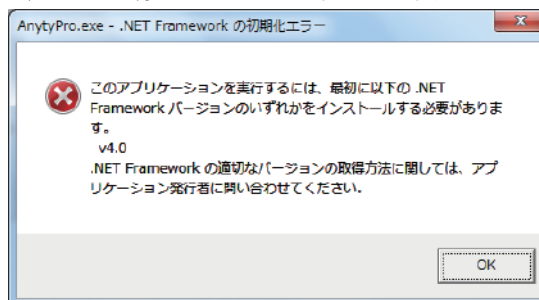 AnytyPro.exe - .NET Framework の初期化エラー
このアプリケーションを実行するには、最初に以下の .NET
Framework バージョンのいずれかをインストールする必要がありま
す。
v4.0
.NET Framework の適切なバージョンの取得方法に関しては、アプ
リケーション発行者に問い合わせてください.
OK